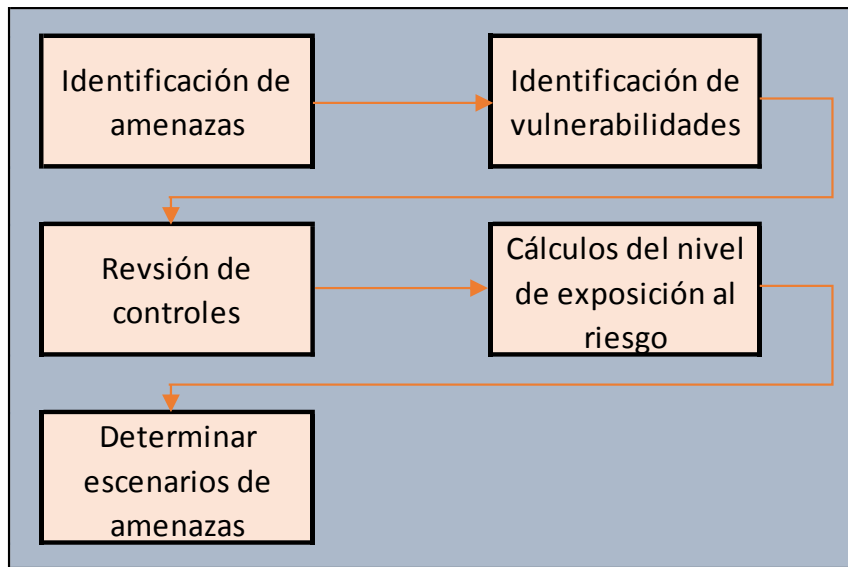 Identificación de
amenazas
Identificación de
vulnerabilidades
Revsión de
controles
Cálculos del nivel
de exposición al
riesgo
Determinar
escenarios de
amenazas